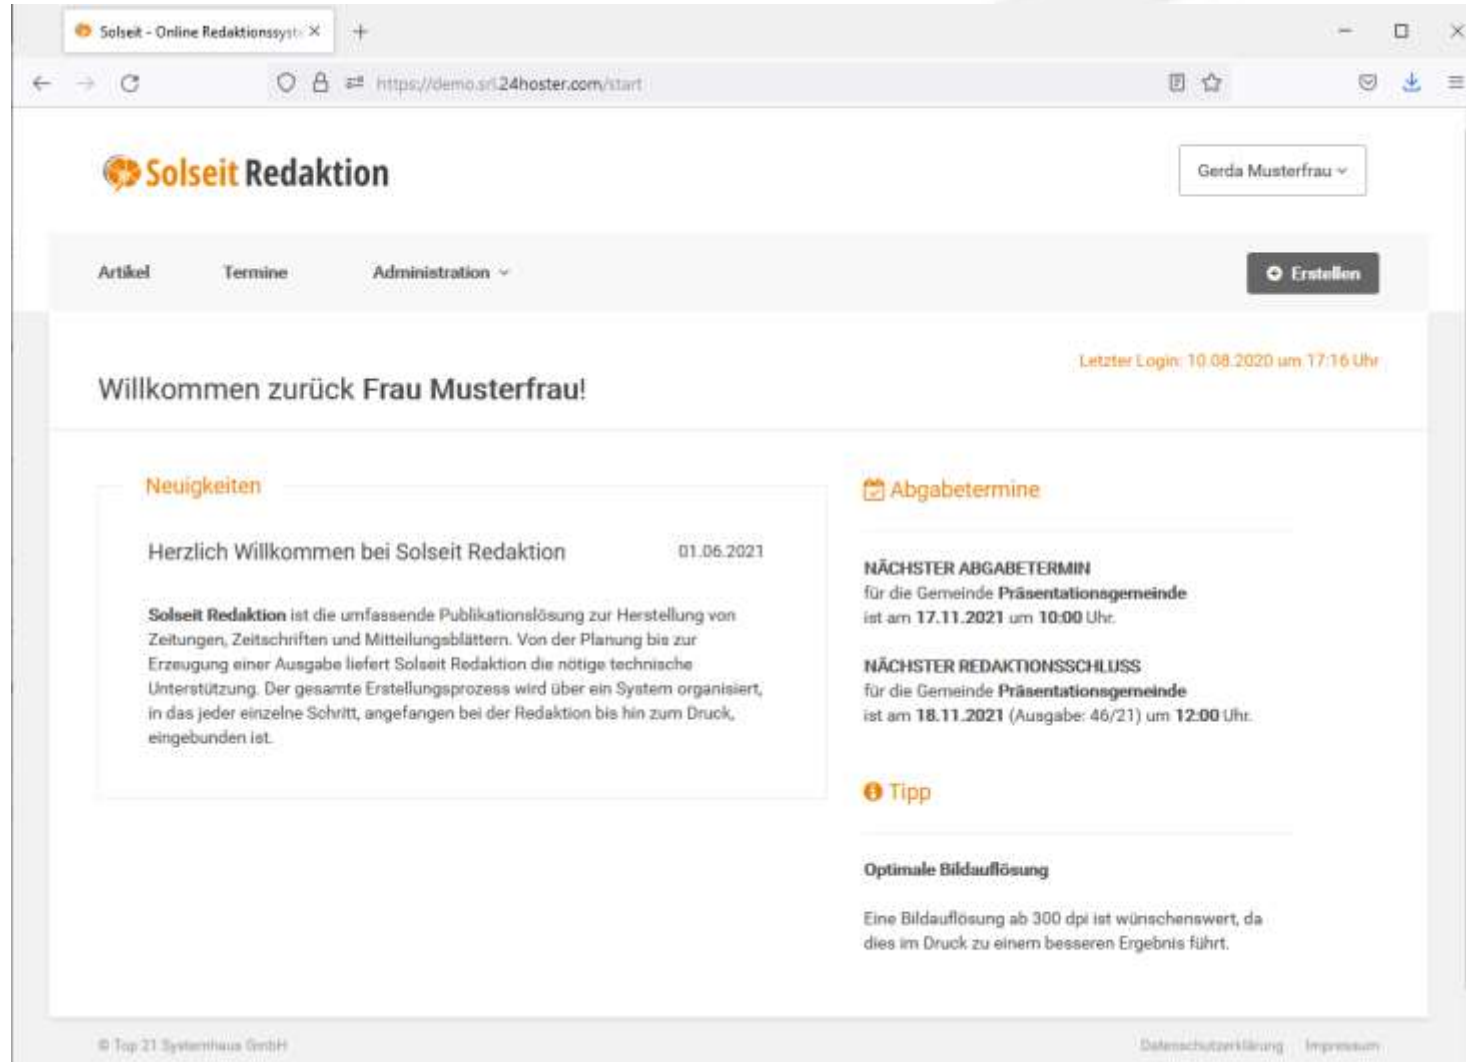 Solseit - Online Redaktionssyst
https://demo.srl.24hoster.com/start
Solseit Redaktion
Gerda Musterfrau
Artikel Termine Administration Erstellen
Letzter Login: 10.08.2020 um 17:16 Uhr
Willkommen zurück Frau Musterfrau!
Neuigkeiten
Herzlich Willkommen bei Solseit Redaktion 01.06.2021
Solseit Redaktion ist die umfassende Publikationslösung zur Herstellung von
Zeitungen, Zeitschriften und Mitteilungsblättern. Von der Planung bis zur
Erzeugung einer Ausgabe liefert Solseit Redaktion die nötige technische
Unterstützung. Der gesamte Erstellungsprozess wird über ein System organisiert,
in das jeder einzelne Schritt, angefangen bei der Redaktion bis hin zum Druck,
eingebunden ist.
Abgabetermine
NÄCHSTER ABGABETERMIN
für die Gemeinde Präsentationsgemeinde
ist am 17.11.2021 um 10:00 Uhr.
NÄCHSTER REDAKTIONSSCHLUSS
für die Gemeinde Präsentationsgemeinde
ist am 18.11.2021 (Ausgabe: 46/21) um 12:00 Uhr.
Tipp
Optimale Bildauflösung
Eine Bildauflösung ab 300 dpi ist wünschenswert, da
dies im Druck zu einem besseren Ergebnis führt.
© Top 21 Systemhaus GmbH
Datenschutzerklärung Impressum